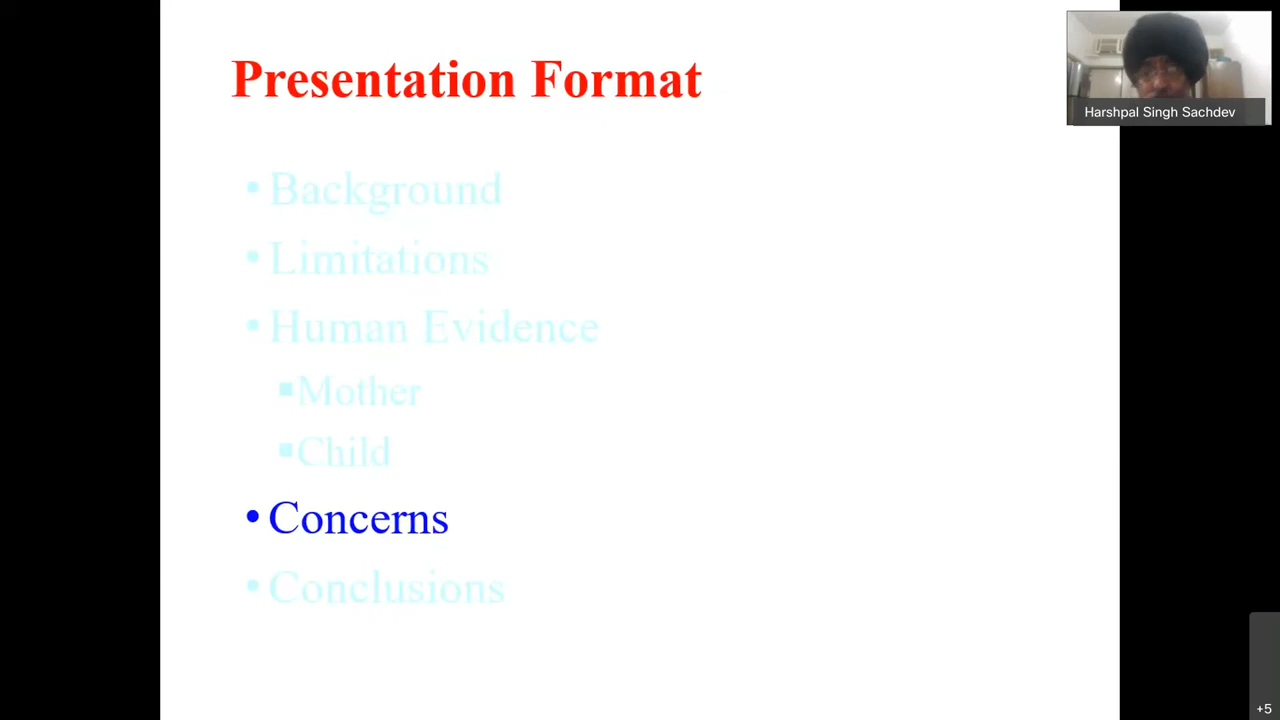 Presentation Format
Harshpal Singh Sachdev
• Background
• Limitations
• Human Evidence
▪Mother
▪Child
• Concerns
• Conclusions
+5